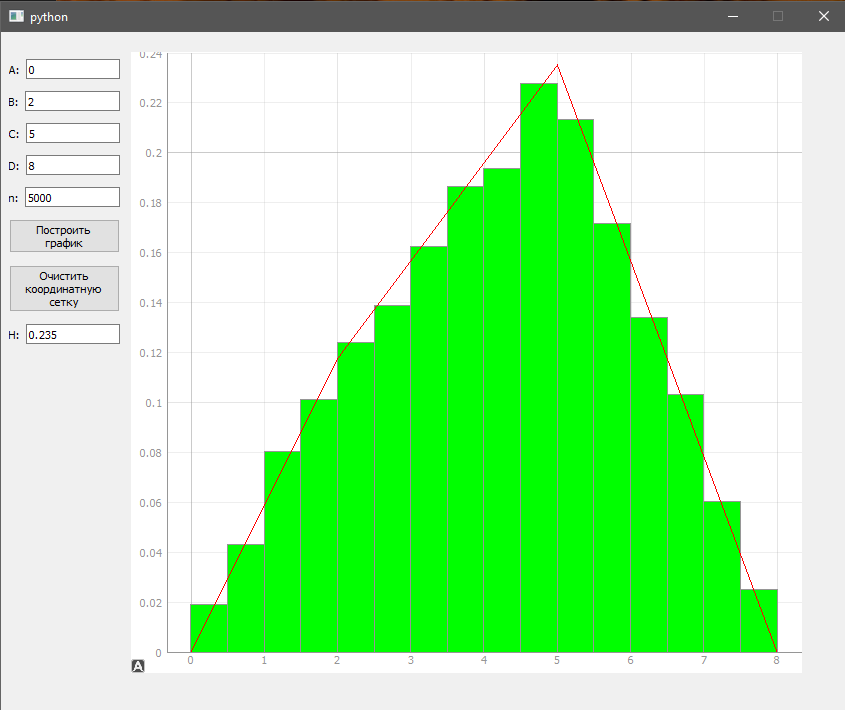 python
A: 0
B: 2
C: 5
D: 8
n: 5000
Построить
график
Очистить
координатную
сетку
H: 0.235
0.24
0.22
0.2
0.18
0.16
0.14
0.12
0.1
0.08
0.06
0.04
0.02
0
0 1 2 3 4 5 6 7 8
A